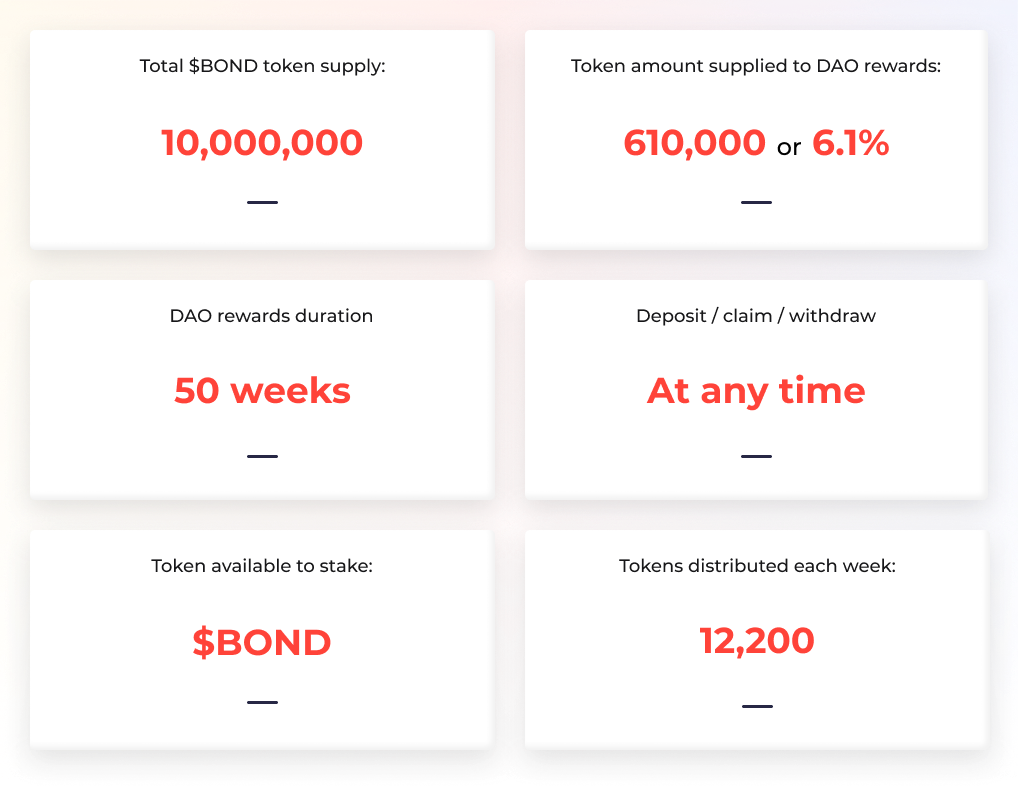 Total $BOND token supply:
10,000,000
Token amount supplied to DAO rewards:
610,000 or 6.1%
DAO rewards duration
50 weeks
Deposit / claim / withdraw
At any time
Token available to stake:
$BOND
Tokens distributed each week:
12,200